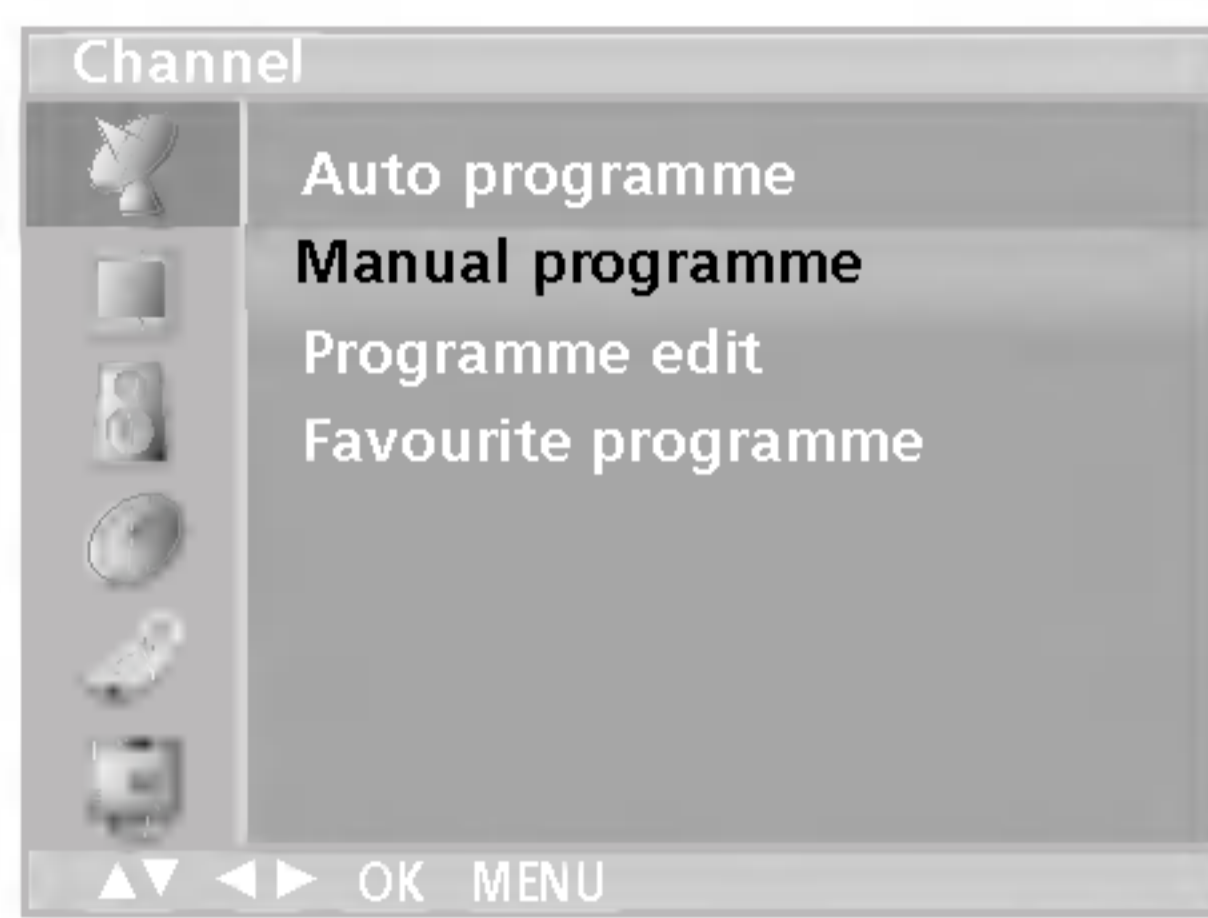 Channel
Auto programme
Manual programme
Programme edit
Favourite programme
▲▼ ◀ ▶ OK MENU